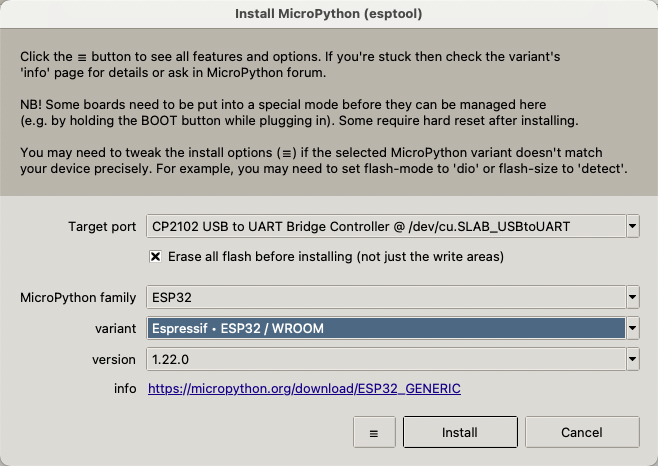 Install MicroPython (esptool)
Click the ≡ button to see all features and options. If you're stuck then check the variant's
'info' page for details or ask in MicroPython forum.
NB! Some boards need to be put into a special mode before they can be managed here
(e.g. by holding the BOOT button while plugging in). Some require hard reset after installing.
You may need to tweak the install options (≡) if the selected MicroPython variant doesn't match
your device precisely. For example, you may need to set flash-mode to 'dio' or flash-size to 'detect'.
Target port CP2102 USB to UART Bridge Controller @ /dev/cu.SLAB_USBtoUART
Erase all flash before installing (not just the write areas)
MicroPython family ESP32
variant Espressif • ESP32 / WROOM
version 1.22.0
info https://micropython.org/download/ESP32_GENERIC
≡ Install Cancel